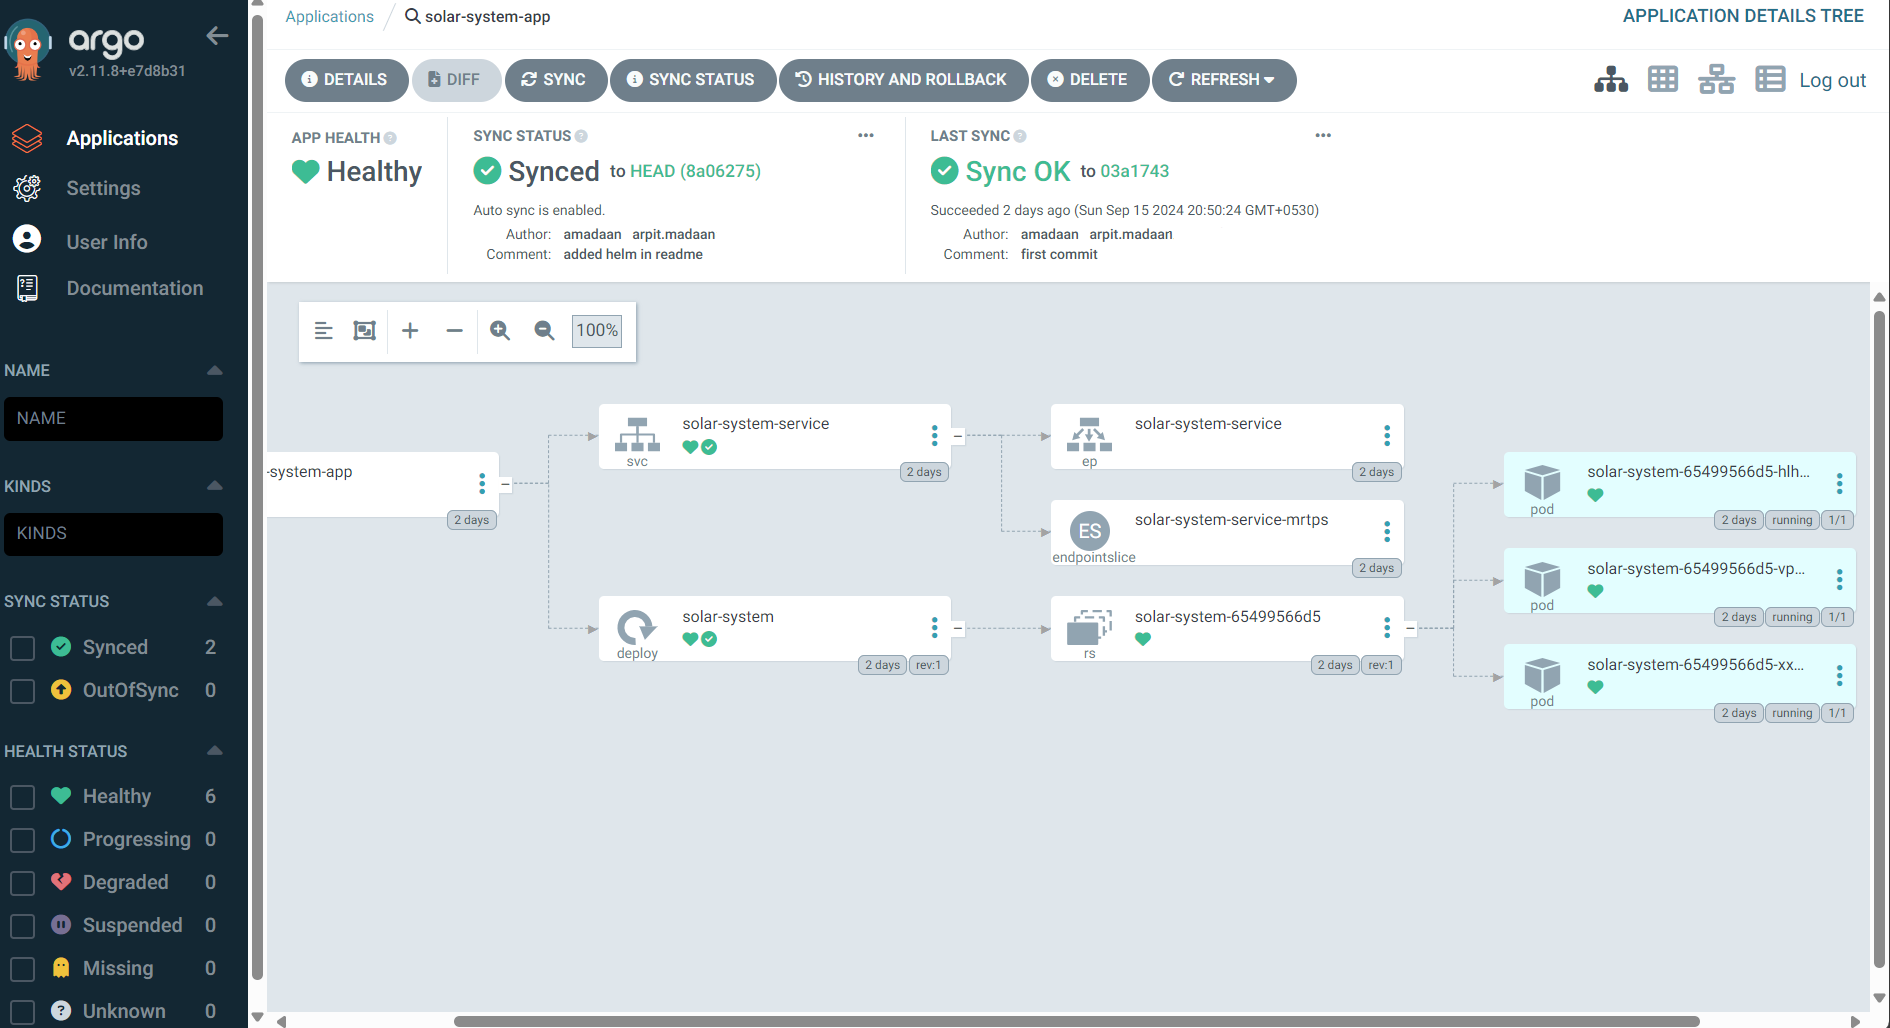 argo
v2.11.8+e7d8b31
Applications
Settings
User Info
Documentation
NAME
NAME
KINDS
KINDS
SYNC STATUS
Synced 2
OutOfSync 0
HEALTH STATUS
Healthy 6
Progressing 0
Degraded 0
Suspended 0
Missing 0
Unknown 0
Applications / solar-system-app
APPLICATION DETAILS TREE
DETAILS DIFF SYNC SYNC STATUS HISTORY AND ROLLBACK DELETE REFRESH
Log out
APP HEALTH
Healthy
SYNC STATUS
Synced to HEAD (8a06275)
Auto sync is enabled.
Author: amadaan arpit.madaan
Comment: added helm in readme
LAST SYNC
Sync OK to 03a1743
Succeeded 2 days ago (Sun Sep 15 2024 20:50:24 GMT+0530)
Author: amadaan arpit.madaan
Comment: first commit
100%
-system-app
2 days
solar-system-service
svc
2 days
solar-system
deploy
2 days rev:1
solar-system-service
ep
2 days
ES
solar-system-service-mrtps
endpointslice
2 days
solar-system-65499566d5
rs
2 days rev:1
solar-system-65499566d5-hlh...
pod
2 days running 1/1
solar-system-65499566d5-vp...
pod
2 days running 1/1
solar-system-65499566d5-xx...
pod
2 days running 1/1